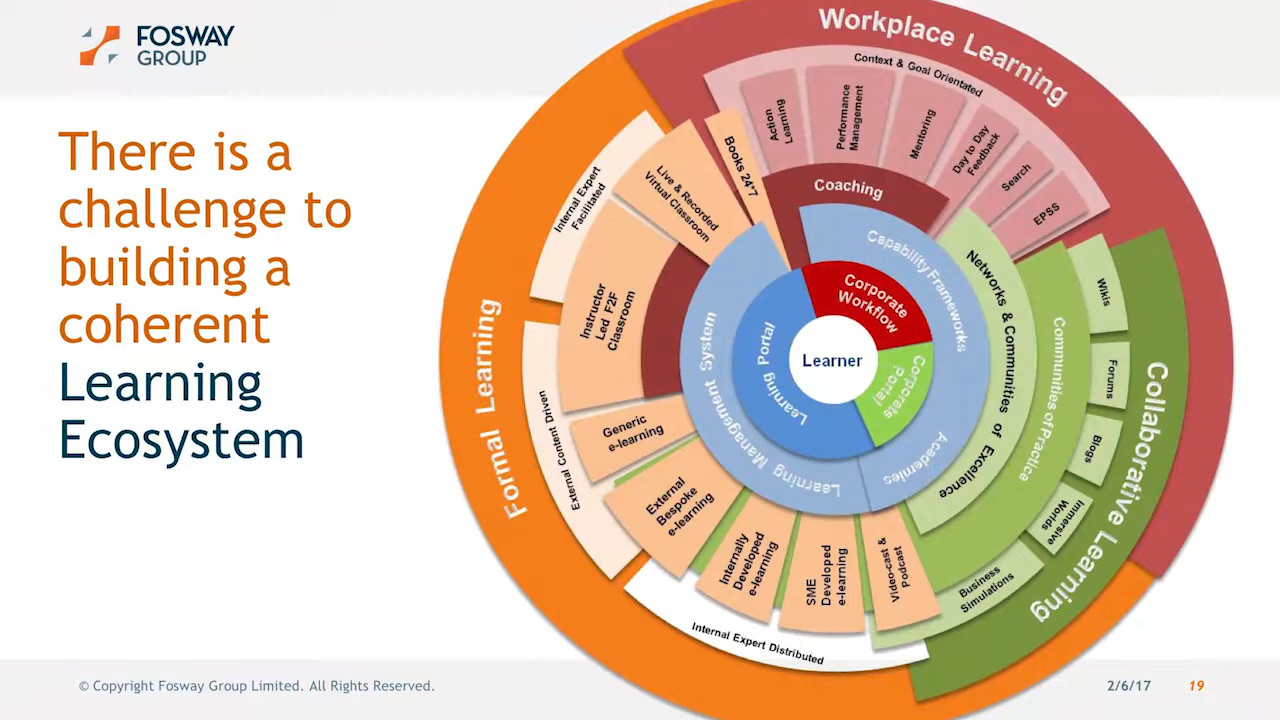 FOSWAY
GROUP
There is a
challenge to
building a
coherent
Learning
Ecosystem
Workplace Learning
Context & Goal Orientated
Action
Learning
Performance
Management
Mentoring
Day to Day
Feedback
Search
EPSS
Coaching
Books 24*7
Live & Recorded
Virtual Classroom
Internal Expert
Facilitated
Instructor
Led F2F
Classroom
Formal Learning
External Content Driven
Generic
e-learning
External
Bespoke
e-learning
Internally
Developed
e-learning
SME
Developed
e-learning
Video-cast &
Podcast
Internal Expert Distributed
Learning Management System
Learning Portal
Capability Frameworks
Academies
Corporate
Workflow
Learner
Corporate
Portal
Networks & Communities of Excellence
Communities of Practice
Wikis
Forums
Blogs
Immersive
Worlds
Business
Simulations
Collaborative Learning
© Copyright Fosway Group Limited. All Rights Reserved.
2/6/17
19